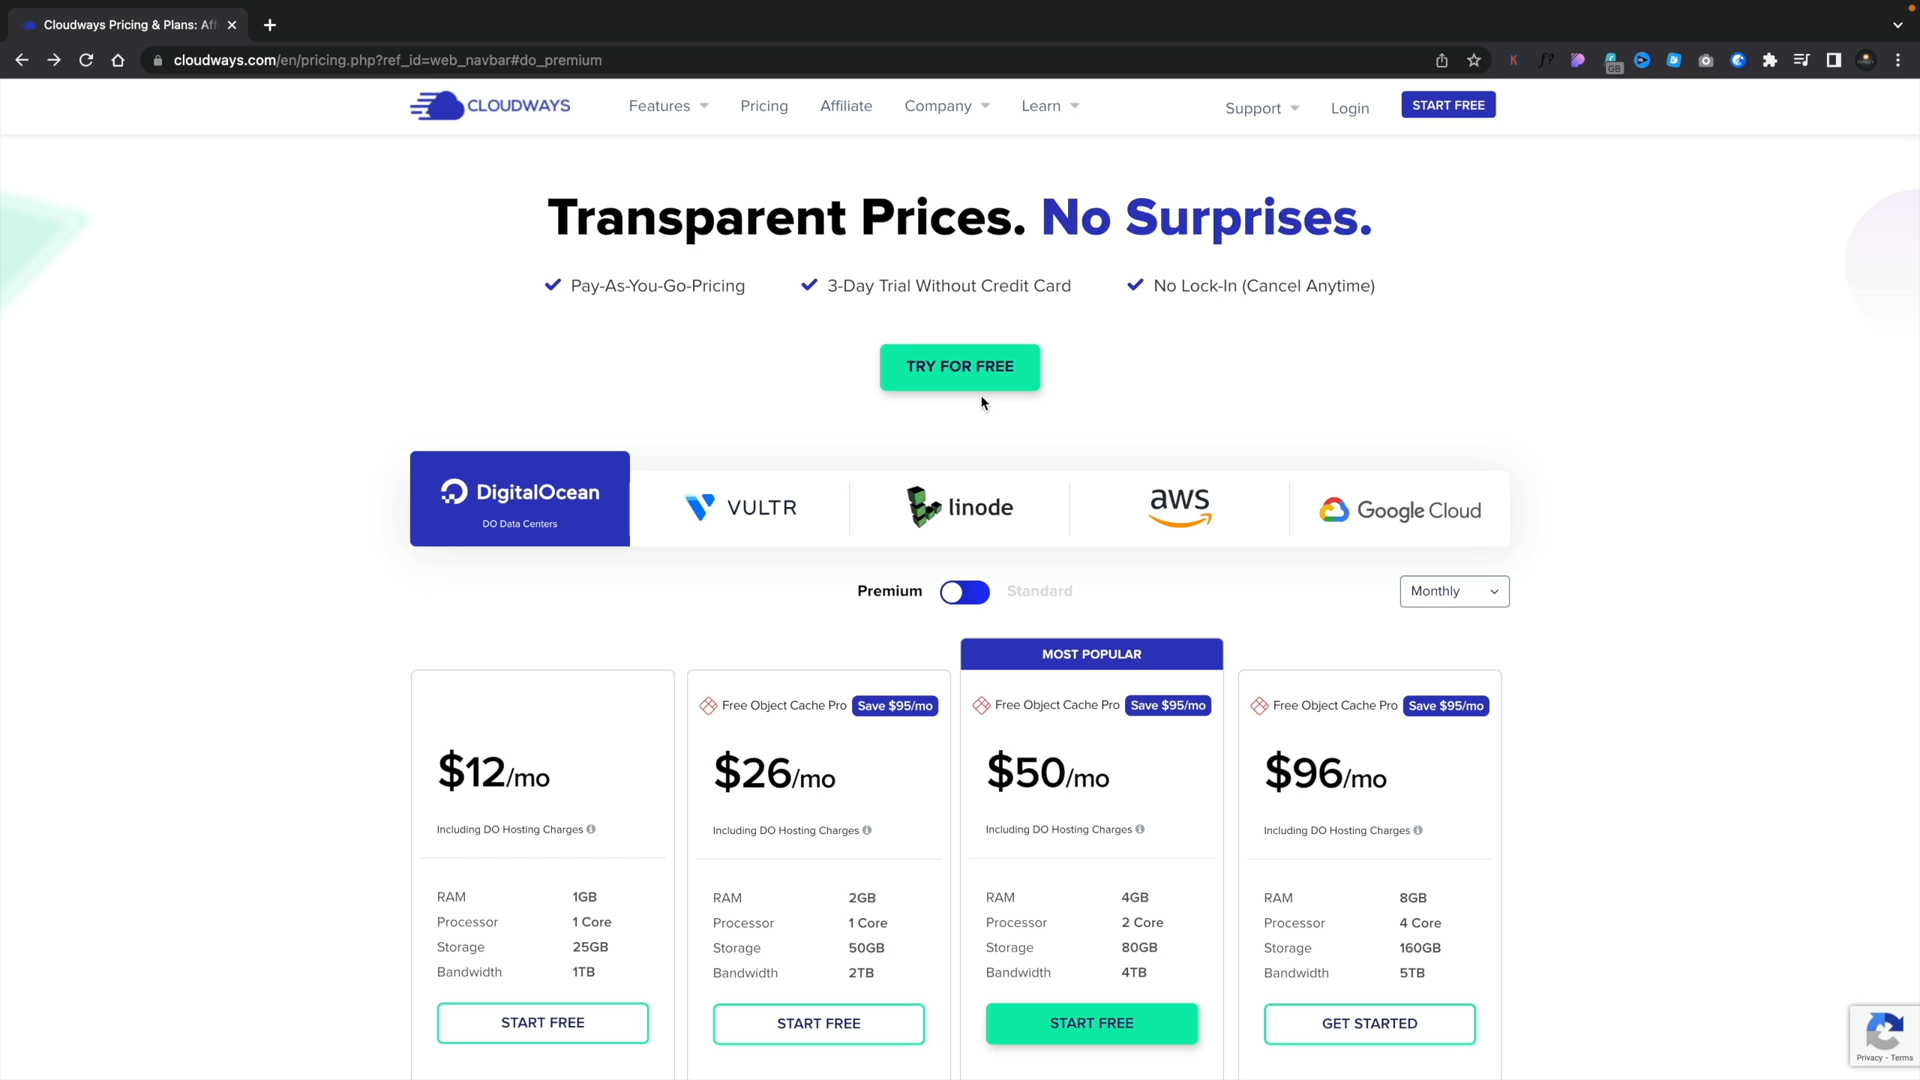 Cloudways Pricing & Plans: Aff
cloudways.com/en/pricing.php?ref_id=web_navbar#do_premium
GB
CLOUDWAYS
Features
Pricing
Affiliate
Company
Learn
Support
Login
START FREE
Transparent Prices. No Surprises.
Pay-As-You-Go-Pricing
3-Day Trial Without Credit Card
No Lock-In (Cancel Anytime)
TRY FOR FREE
DigitalOcean
DO Data Centers
VULTR
linode
aws
Google Cloud
Premium
Standard
Monthly
MOST POPULAR
$12/mo
Including DO Hosting Charges
RAM 1GB
Processor 1 Core
Storage 25GB
Bandwidth 1TB
START FREE
Free Object Cache Pro Save $95/mo
$26/mo
Including DO Hosting Charges
RAM 2GB
Processor 1 Core
Storage 50GB
Bandwidth 2TB
START FREE
Free Object Cache Pro Save $95/mo
$50/mo
Including DO Hosting Charges
RAM 4GB
Processor 2 Core
Storage 80GB
Bandwidth 4TB
START FREE
Free Object Cache Pro Save $95/mo
$96/mo
Including DO Hosting Charges
RAM 8GB
Processor 4 Core
Storage 160GB
Bandwidth 5TB
GET STARTED
Privacy - Terms